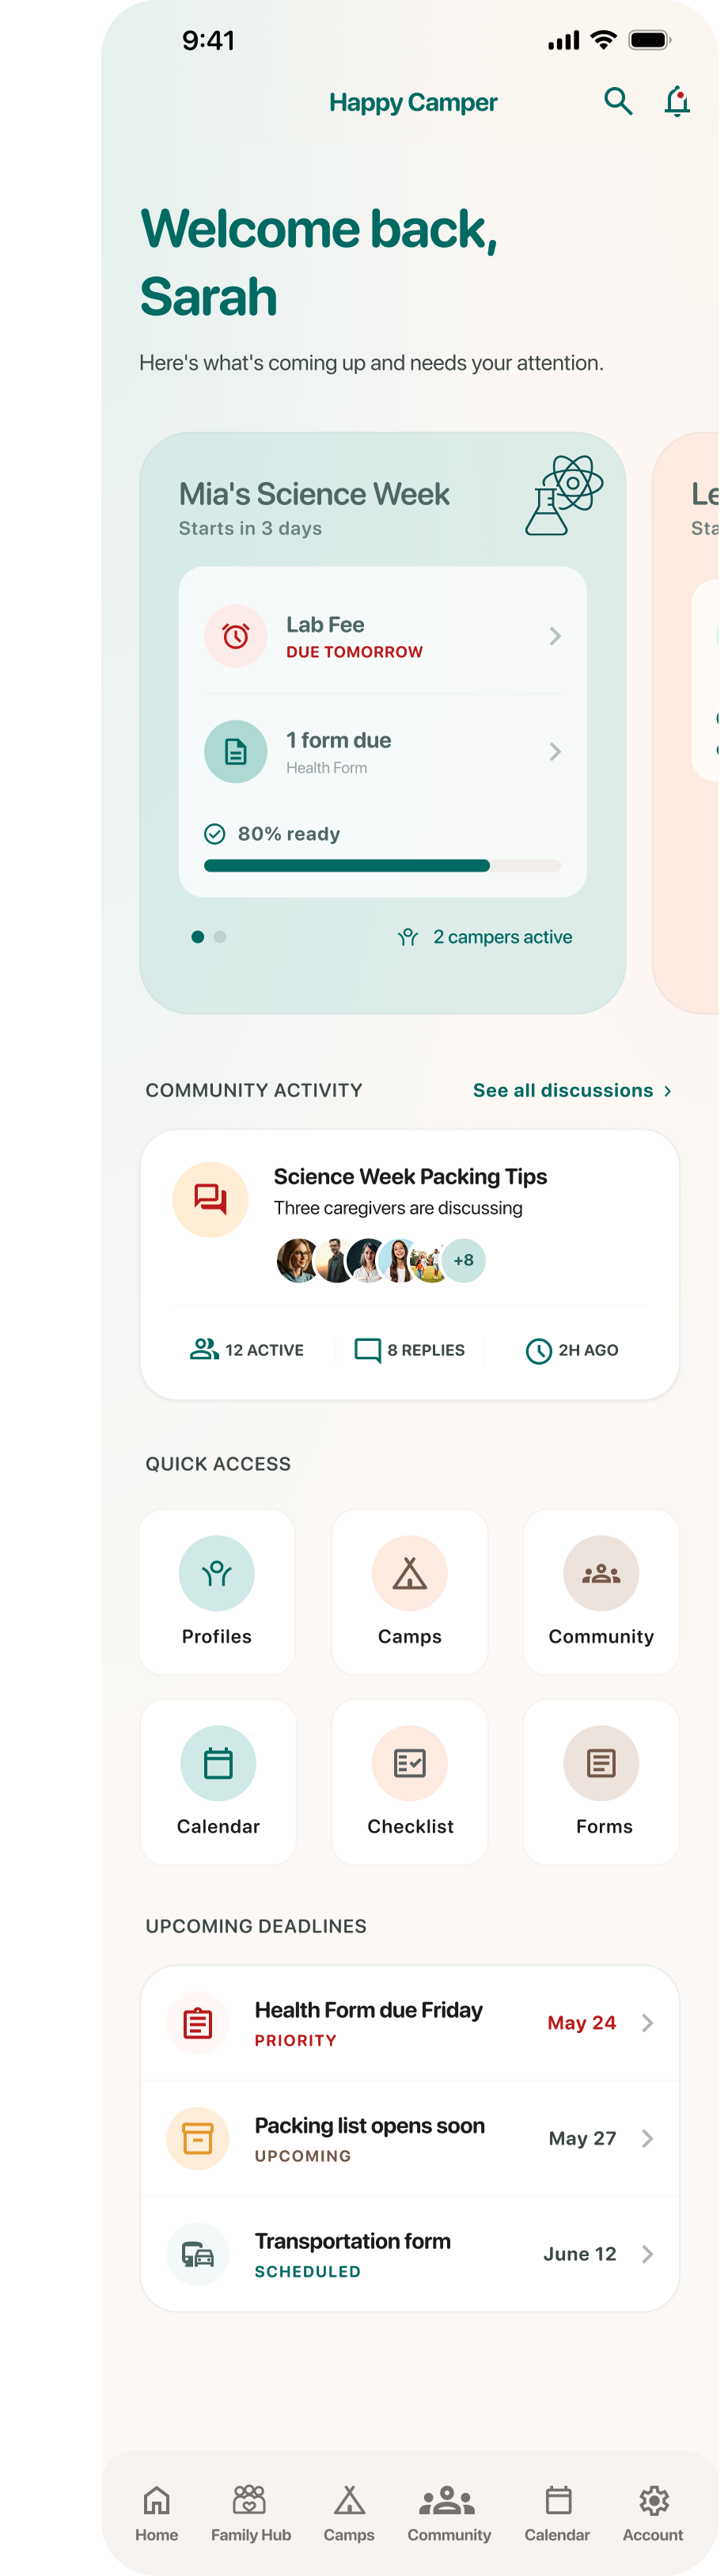 9:41
Happy Camper
Welcome back,
Sarah
Here's what's coming up and needs your attention.
Mia's Science Week
Starts in 3 days
Le
Sta
Lab Fee
DUE TOMORROW
1 form due
Health Form
80% ready
2 campers active
COMMUNITY ACTIVITY
See all discussions
Science Week Packing Tips
Three caregivers are discussing
+8
12 ACTIVE
8 REPLIES
2H AGO
QUICK ACCESS
Profiles
Camps
Community
Calendar
Checklist
Forms
UPCOMING DEADLINES
Health Form due Friday
PRIORITY
May 24
Packing list opens soon
UPCOMING
May 27
Transportation form
SCHEDULED
June 12
Home
Family Hub
Camps
Community
Calendar
Account